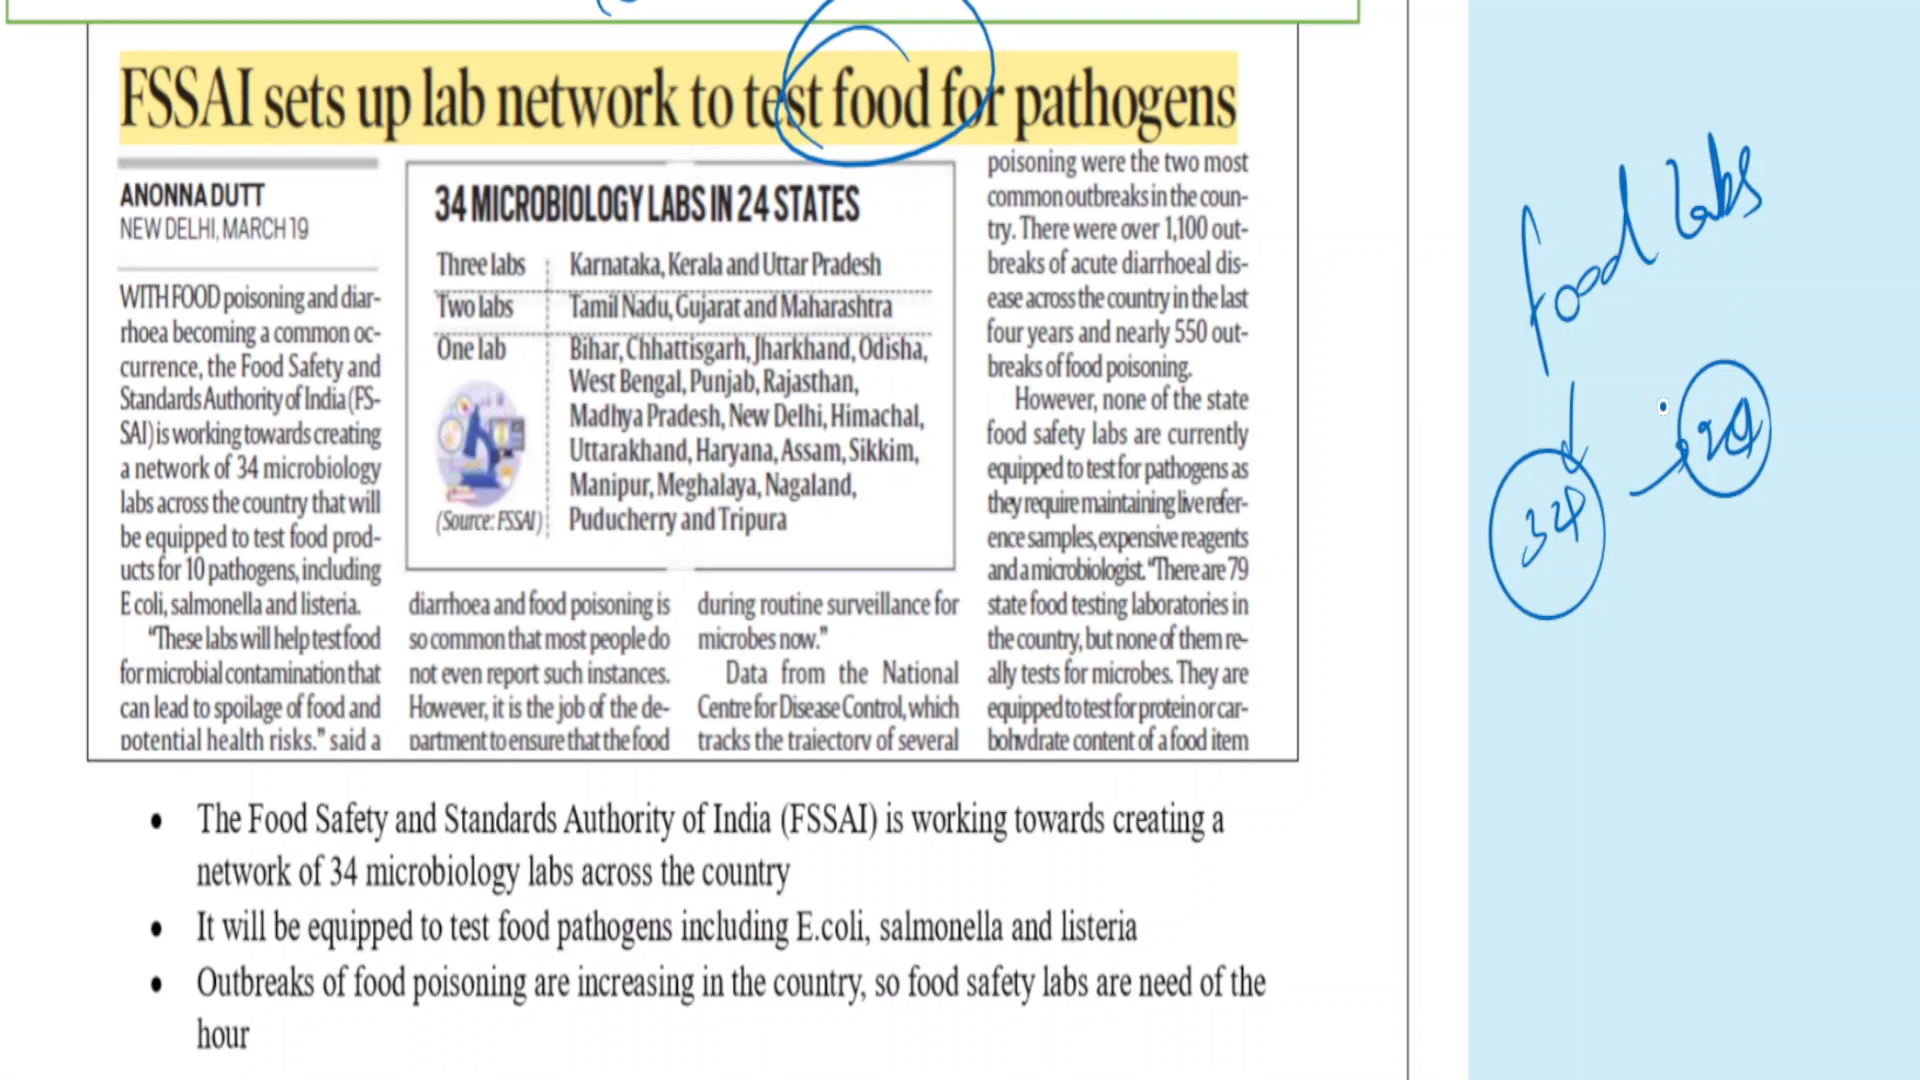 FSSAI sets up lab network to test food for pathogens
ANONNA DUTT
NEW DELHI, MARCH 19
WITH FOOD poisoning and diar-
rhoea becoming a common oc-
currence, the Food Safety and
Standards Authority of India (FS-
SAI) is working towards creating
a network of 34 microbiology
labs across the country that will
be equipped to test food prod-
ucts for 10 pathogens, including
E coli, salmonella and listeria.
"These labs will help test food
for microbial contamination that
can lead to spoilage of food and
potential health risks." said a
34 MICROBIOLOGY LABS IN 24 STATES
Three labs Karnataka, Kerala and Uttar Pradesh
Two labs Tamil Nadu, Gujarat and Maharashtra
One lab Bihar, Chhattisgarh, Jharkhand, Odisha,
West Bengal, Punjab, Rajasthan,
Madhya Pradesh, New Delhi, Himachal,
Uttarakhand, Haryana, Assam, Sikkim,
Manipur, Meghalaya, Nagaland,
(Source: FSSAI) Puducherry and Tripura
diarrhoea and food poisoning is
so common that most people do
not even report such instances.
However, it is the job of the de-
partment to ensure that the food
during routine surveillance for
microbes now."
Data from the National
Centre for Disease Control, which
tracks the trajectory of several
poisoning were the two most
common outbreaks in the coun-
try. There were over 1,100 out-
breaks of acute diarrhoeal dis-
ease across the country in the last
four years and nearly 550 out-
breaks of food poisoning.
However, none of the state
food safety labs are currently
equipped to test for pathogens as
they require maintaining live refer-
ence samples, expensive reagents
and a microbiologist. "There are 79
state food testing laboratories in
the country, but none of them re-
ally tests for microbes. They are
equipped to test for protein or car-
bohydrate content of a food item
• The Food Safety and Standards Authority of India (FSSAI) is working towards creating a
network of 34 microbiology labs across the country
• It will be equipped to test food pathogens including E.coli, salmonella and listeria
• Outbreaks of food poisoning are increasing in the country, so food safety labs are need of the
hour
food labs
34
24